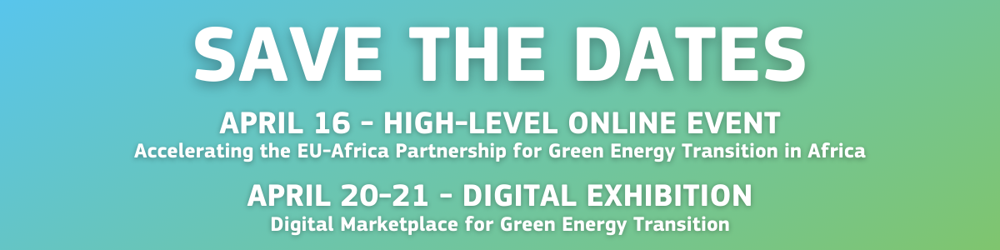 SAVE THE DATES
APRIL 16 - HIGH-LEVEL ONLINE EVENT
Accelerating the EU-Africa Partnership for Green Energy Transition in Africa
APRIL 20-21 - DIGITAL EXHIBITION
Digital Marketplace for Green Energy Transition